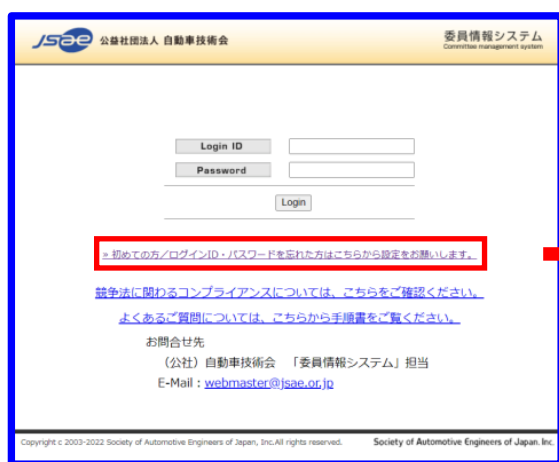 JSAE 公益社団法人 自動車技術会
委員情報システム
Committee management system
Login ID
Password
Login
» 初めての方/ログインID・パスワードを忘れた方はこちらから設定をお願いします。
競争法に関わるコンプライアンスについては、こちらをご確認ください。
よくあるご質問については、こちらから手順書をご覧ください。
お問合せ先
(公社)自動車技術会 「委員情報システム」担当
E-Mail:webmaster@jsae.or.jp
Copyright c 2003-2022 Society of Automotive Engineers of Japan, Inc.All rights reserved.
Society of Automotive Engineers of Japan. Inc.